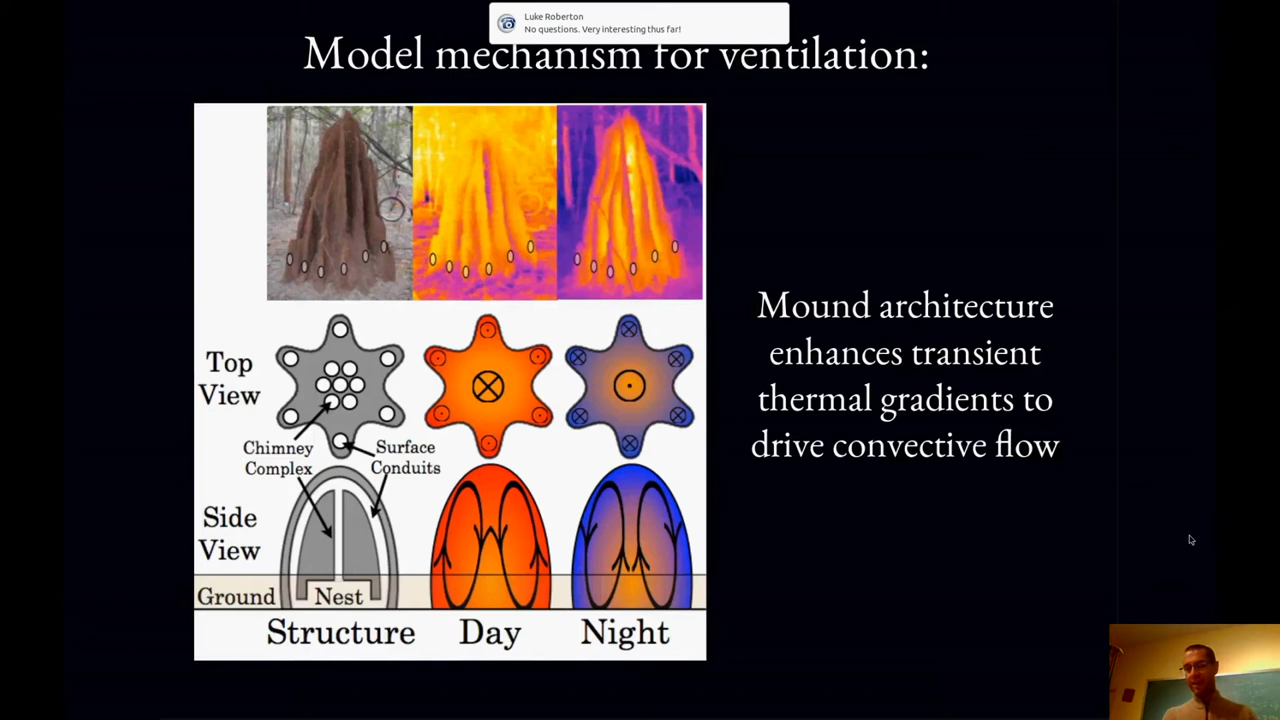 Luke Roberton
No questions. Very interesting thus far!
Model mechanism for ventilation:
Top
View
Chimney
Complex
Surface
Conduits
Side
View
Ground
Nest
Structure
Day
Night
Mound architecture
enhances transient
thermal gradients to
drive convective flow